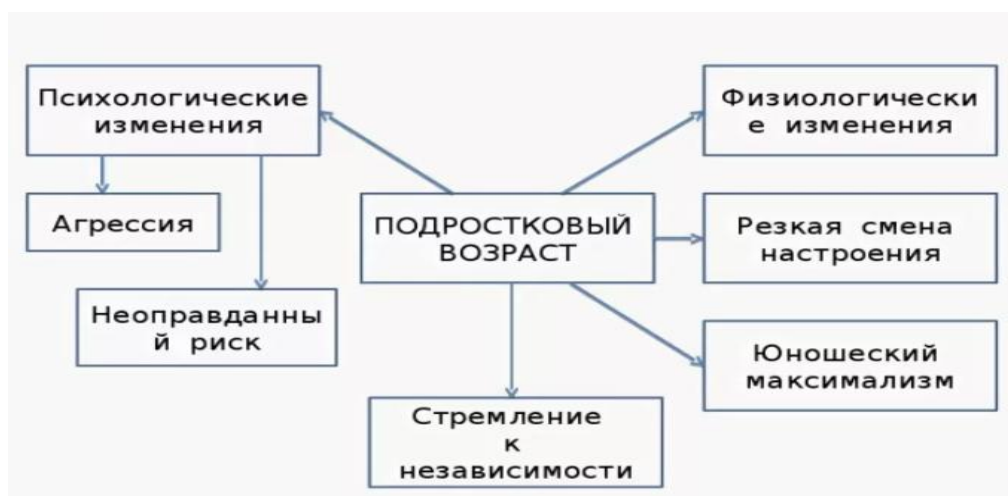 Психологические
изменения
Физиологически
е изменения
Агрессия
ПОДРОСТКОВЫЙ
ВОЗРАСТ
Резкая смена
настроения
Неоправданны
й риск
Юношеский
максимализм
Стремление
к
независимости